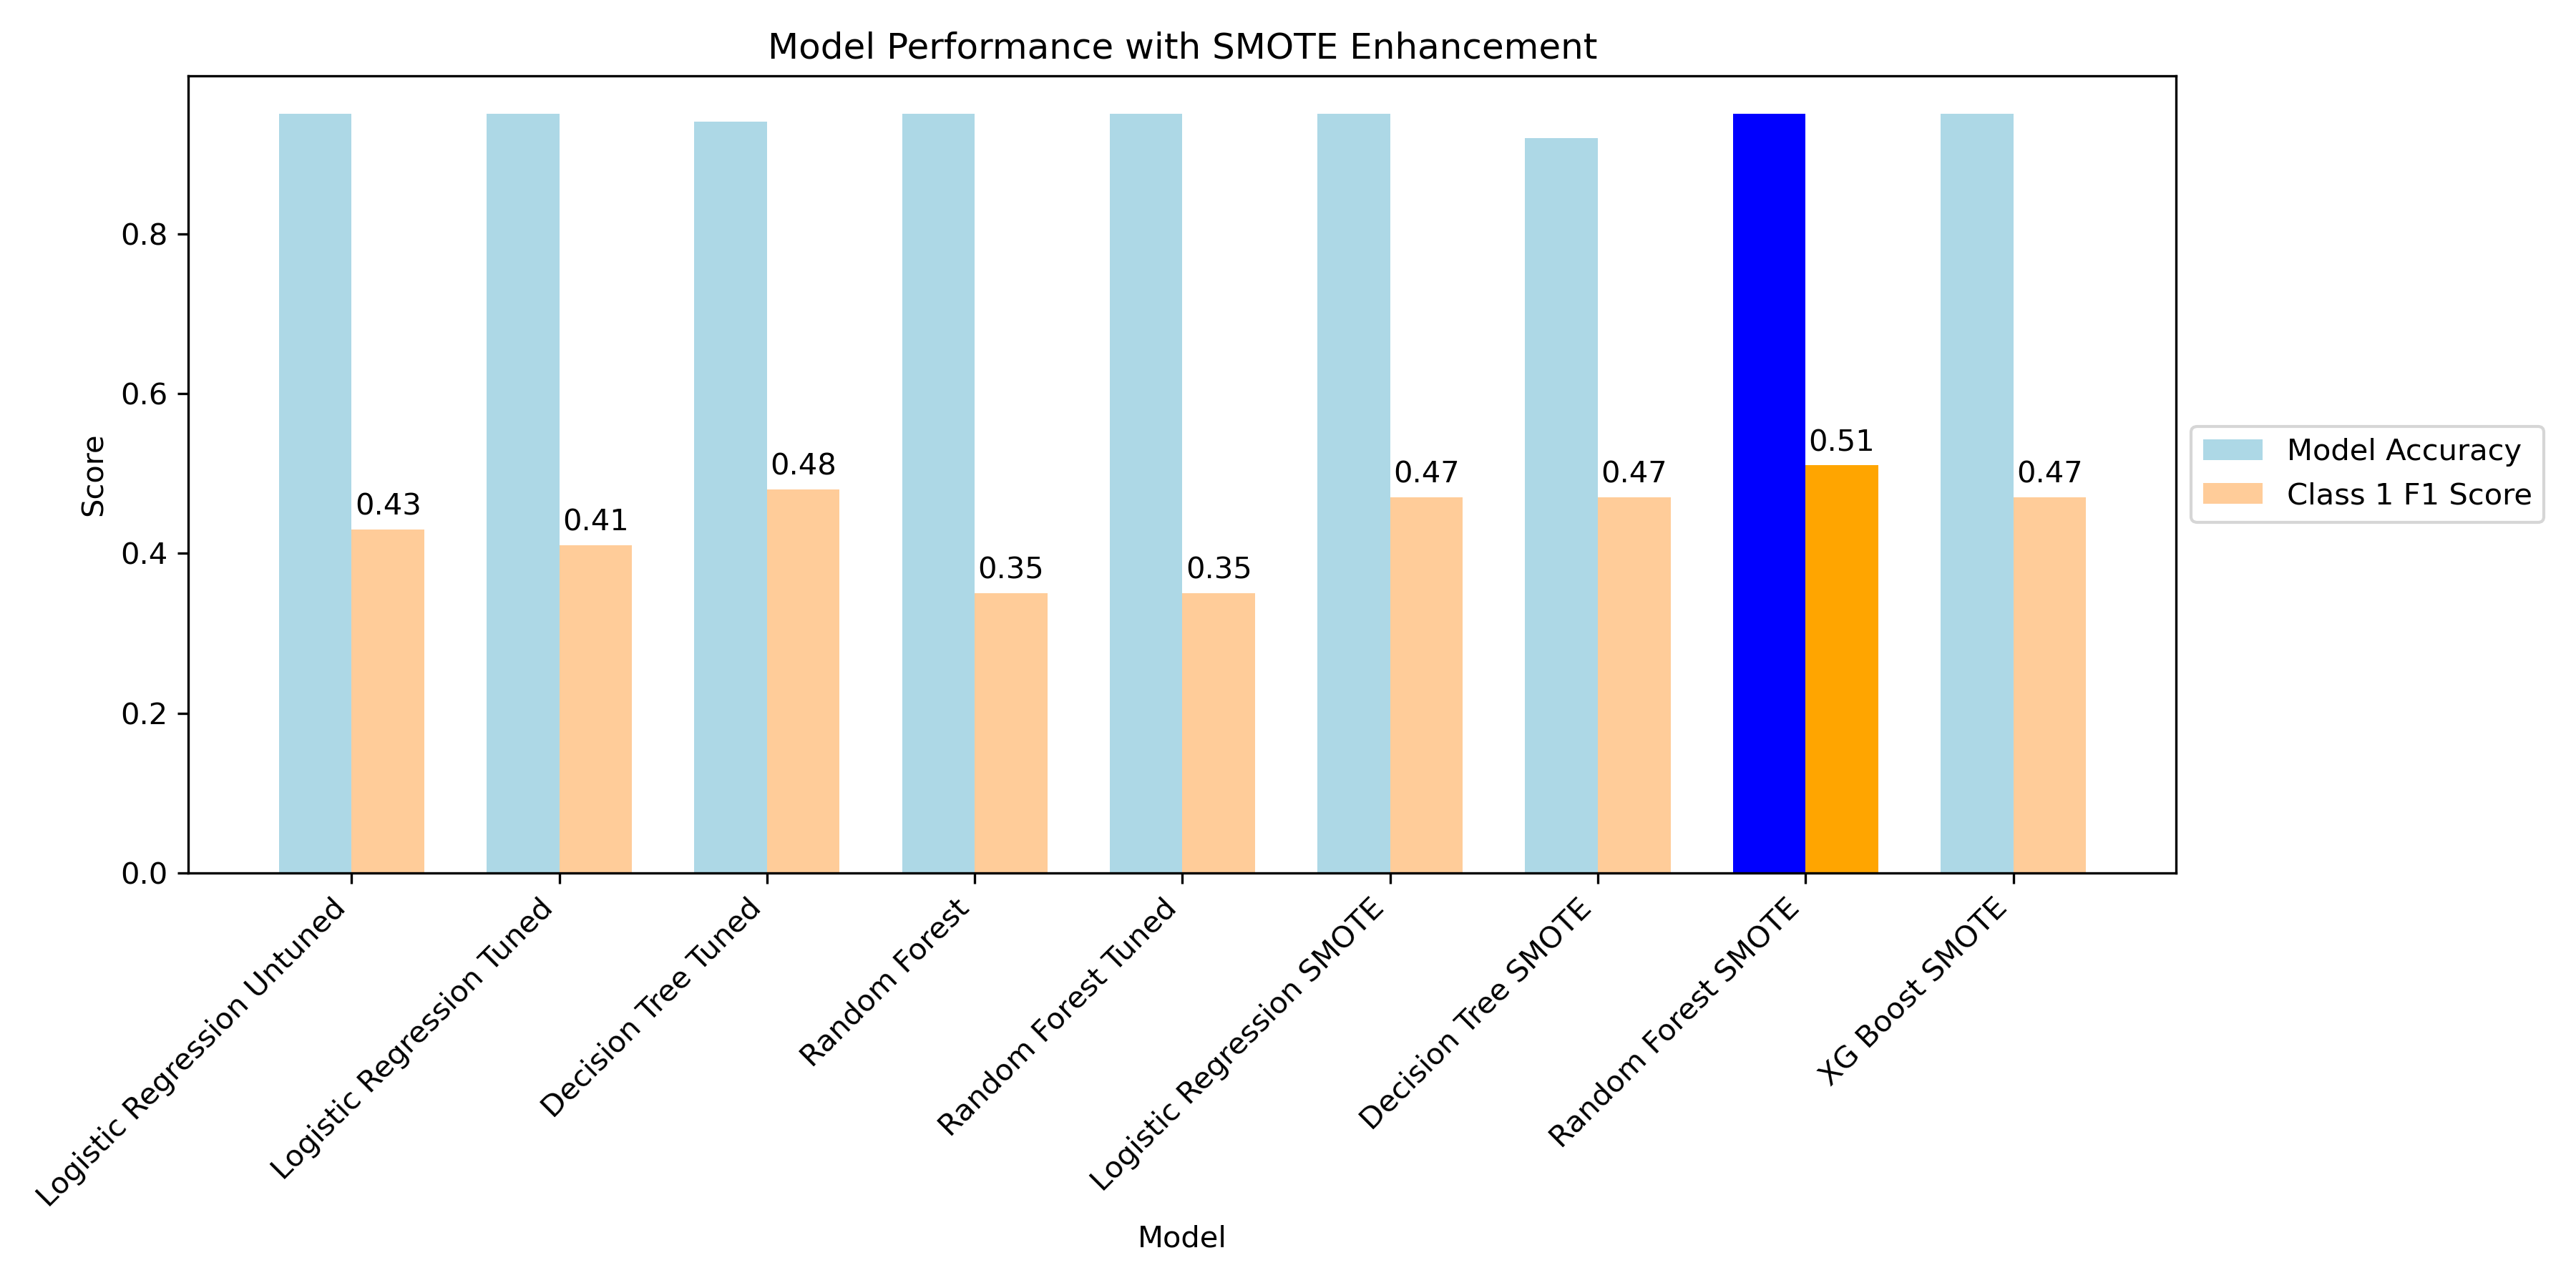 Model Performance with SMOTE Enhancement
Score
0.8
0.6
0.4
0.2
0.0
0.43
0.41
0.48
0.35
0.35
0.47
0.47
0.51
0.47
Model Accuracy
Class 1 F1 Score
Logistic Regression Untuned
Logistic Regression Tuned
Decision Tree Tuned
Random Forest
Random Forest Tuned
Logistic Regression SMOTE
Decision Tree SMOTE
Random Forest SMOTE
XG Boost SMOTE
Model